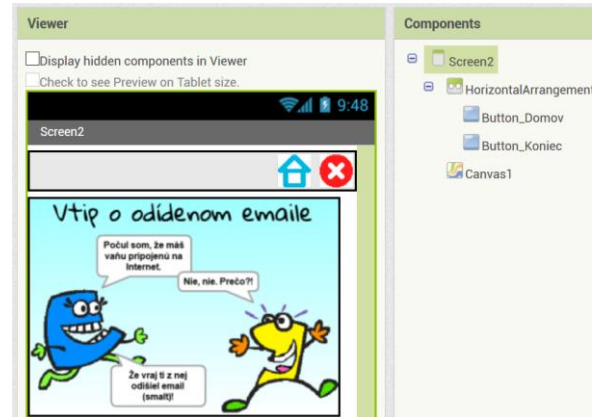 Viewer
Display hidden components in Viewer
Check to see Preview on Tablet size.
9:48
Screen2
Vtip o odídenom emaile
Počul som, že máš
vaňu pripojenú na
Internet.
Nie, nie. Prečo?!
Že vraj ti z nej
odišiel email
(smalt)!
Components
Screen2
HorizontalArrangement
Button_Domov
Button_Koniec
Canvas1